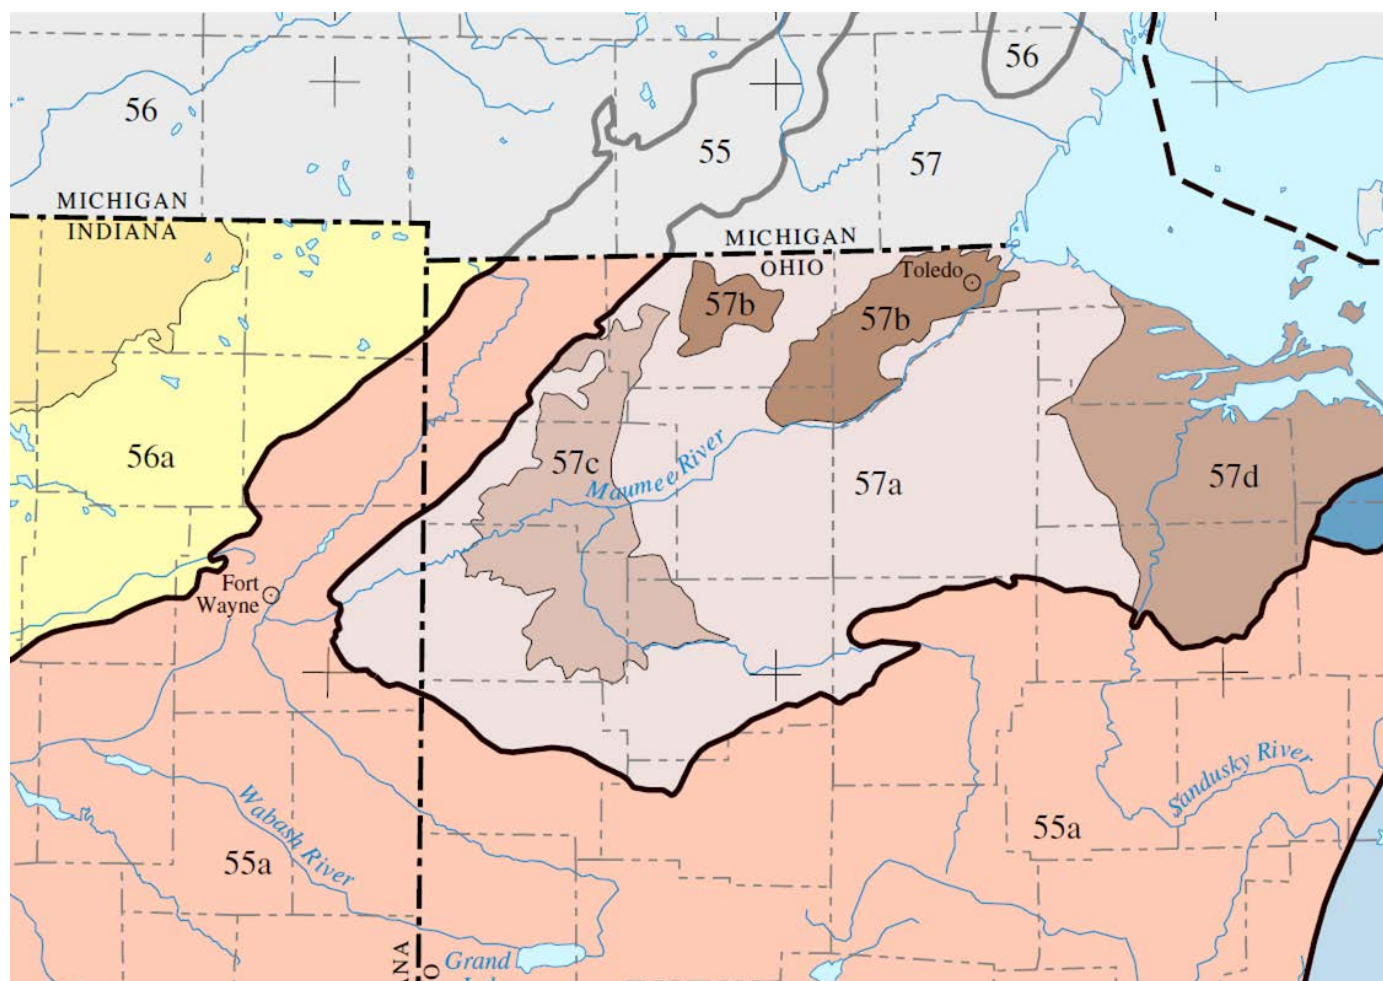 56
56
55
57
MICHIGAN
INDIANA
MICHIGAN
OHIO
Toledo
57b
57b
56a
57c
Maumee River
57a
57d
Fort
Wayne
Wabash River
55a
Sandusky River
55a
ANA
O
Grand